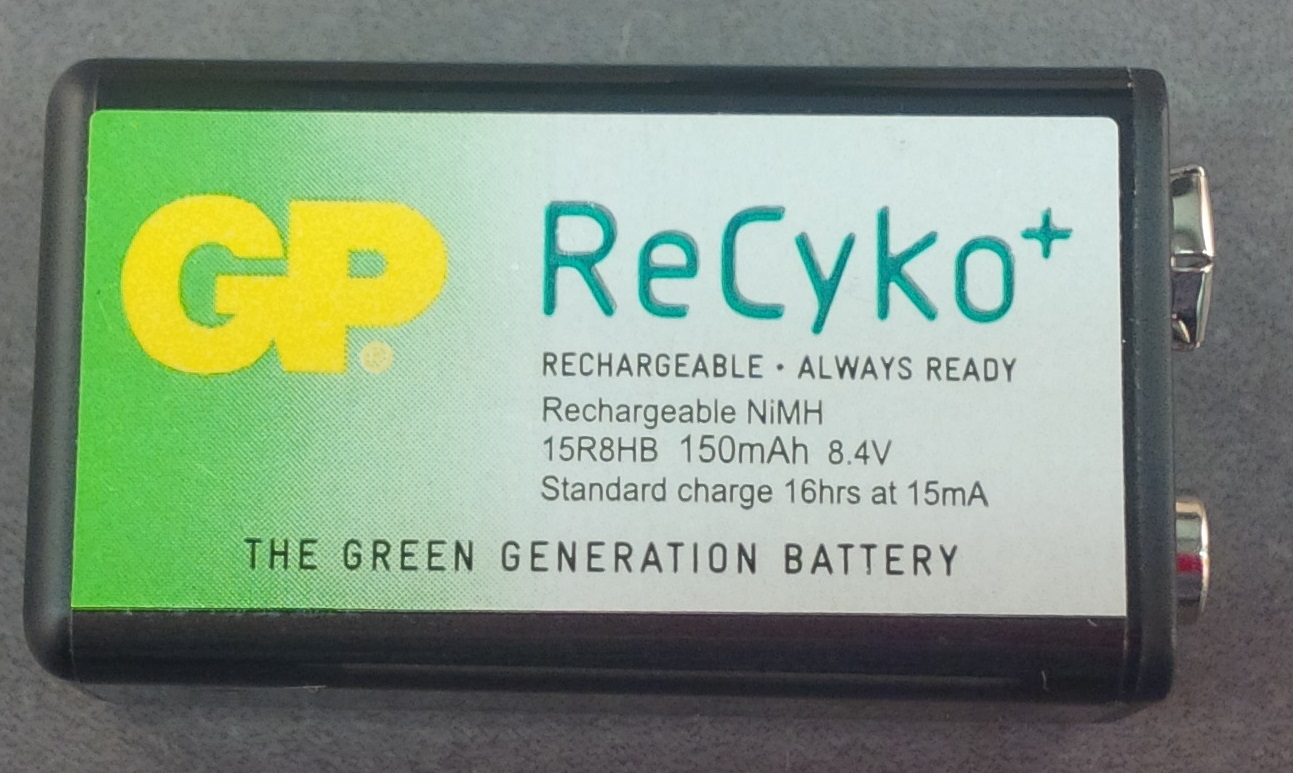 GP®
ReCyko+
RECHARGEABLE • ALWAYS READY
Rechargeable NiMH
15R8HB 150mAh 8.4V
Standard charge 16hrs at 15mA
THE GREEN GENERATION BATTERY